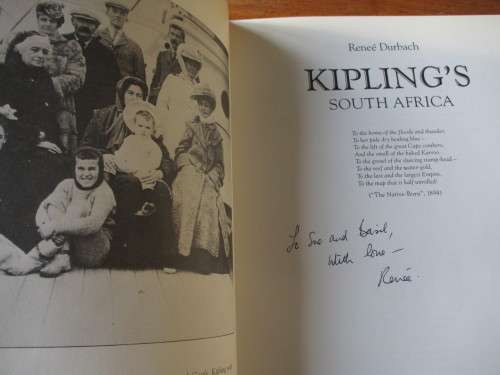 Reneé Durbach
KIPLING'S
SOUTH AFRICA
To the home of the floods and thunder,
To her pale dry healing blue—
To the lift of the great Cape combers,
And the smell of the baked Karroo.
To the growl of the sluicing stamp-head—
To the reef and the water-gold,
To the last and the largest Empire,
To the map that is half unrolled!
("The Native-Born", 1894)
To Sue and Basil,
With love —
Renée.
Castle, Kipling